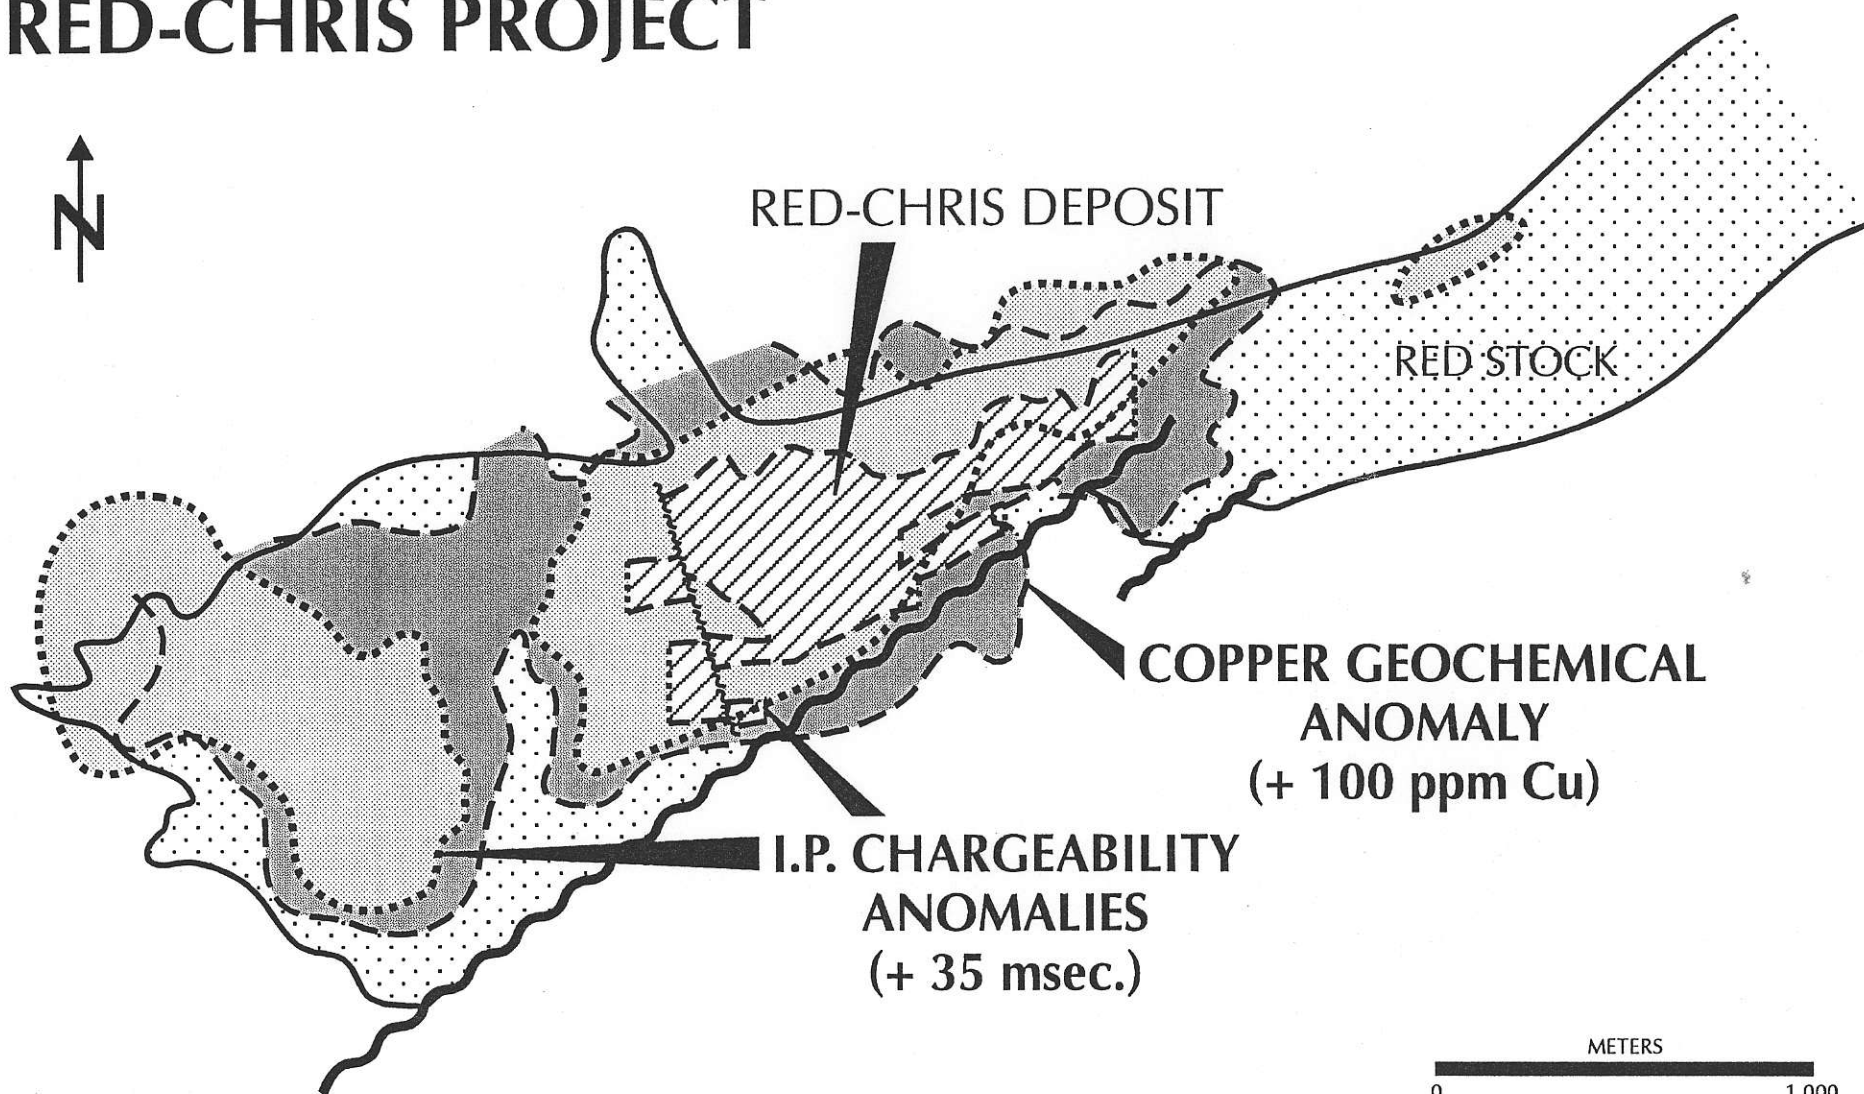 RED-CHRIS PROJECT
N
RED-CHRIS DEPOSIT
RED STOCK
COPPER GEOCHEMICAL
ANOMALY
(+ 100 ppm Cu)
I.P. CHARGEABILITY
ANOMALIES
(+ 35 msec.)
METERS
0 1,000